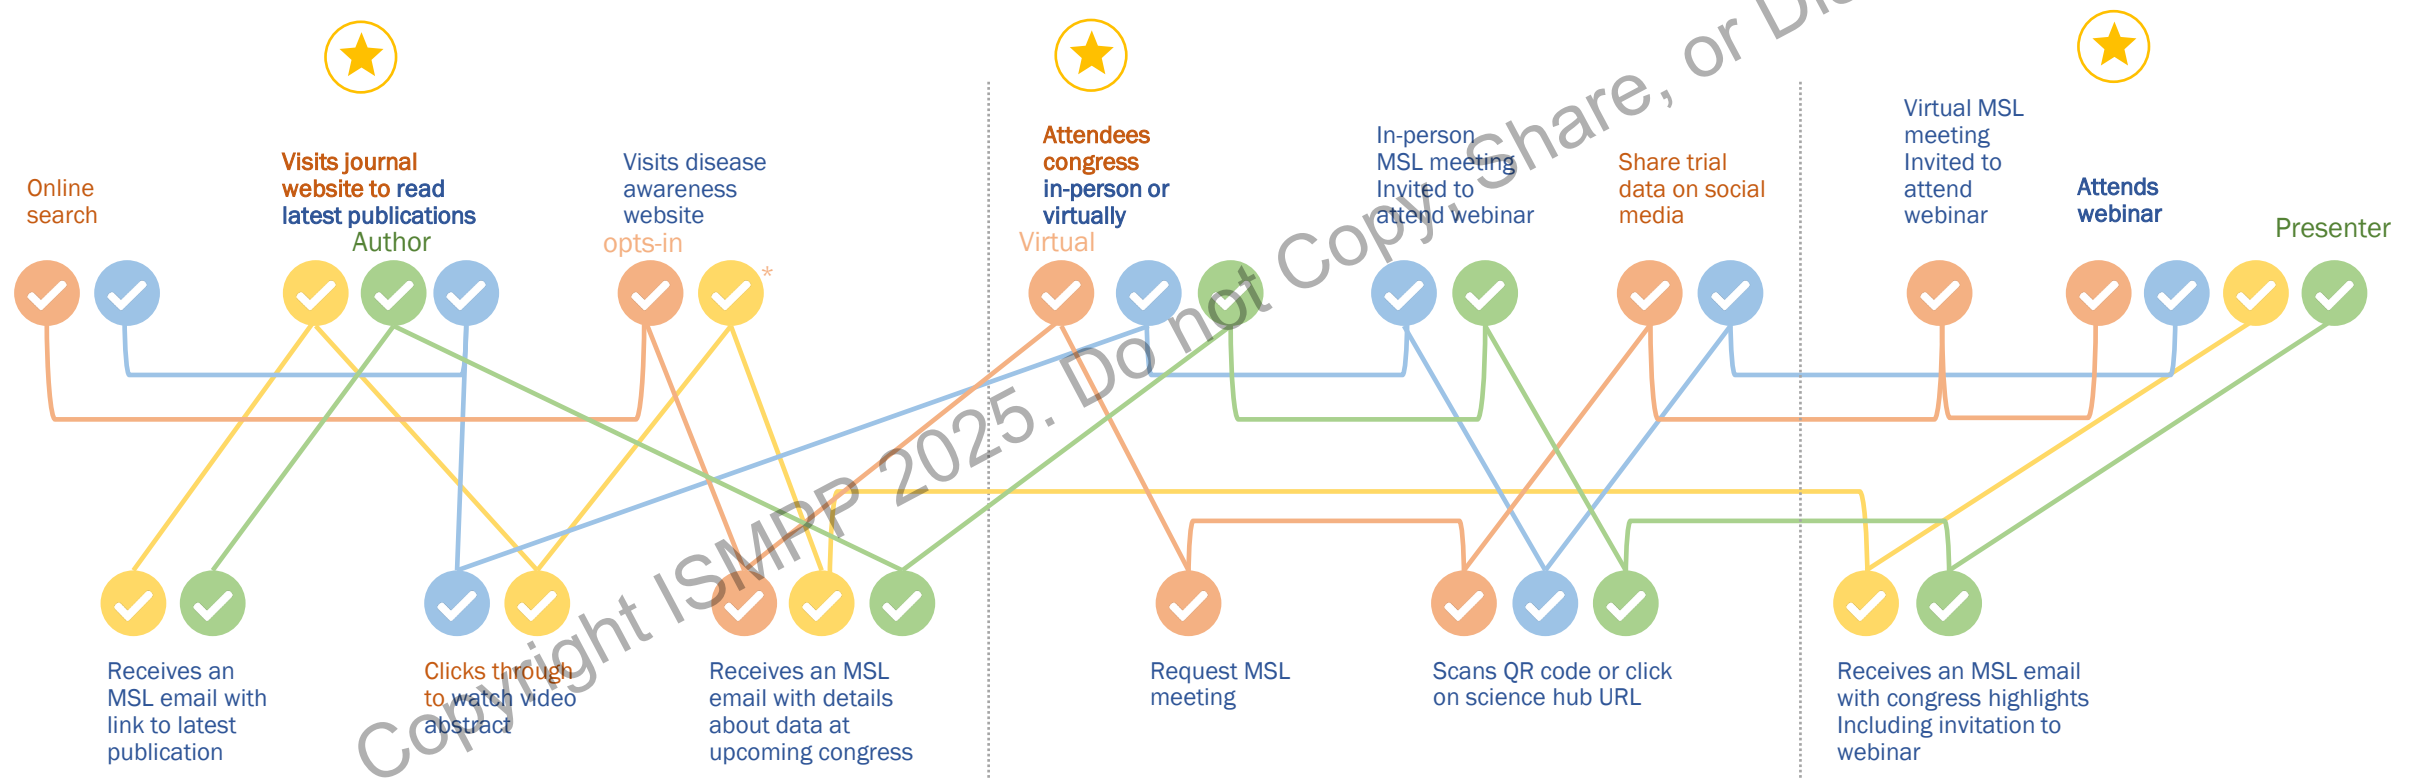 Online
search
Visits journal
website to read
latest publications
Author
Visits disease
awareness
website
opts-in
*
Attendees
congress
in-person or
virtually
Virtual
In-person
MSL meeting
Invited to
attend webinar
Share trial
data on social
media
Virtual MSL
meeting
Invited to
attend
webinar
Attends
webinar
Presenter
Receives an
MSL email with
link to latest
publication
Clicks through
to watch video
abstract
Receives an MSL
email with details
about data at
upcoming congress
Request MSL
meeting
Scans QR code or click
on science hub URL
Receives an MSL email
with congress highlights
Including invitation to
webinar
Copyright ISMPP 2025. Do not Copy, Share, or